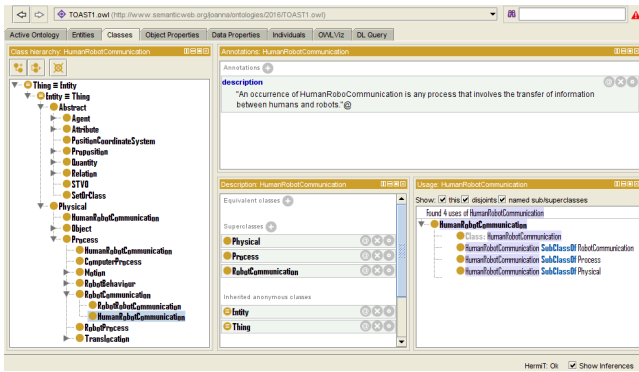 TOAST1.owl (http://www.semanticweb.org/joanna/ontologies/2016/TOAST1.owl)
Active Ontology Entities Classes Object Properties Data Properties Individuals OWLViz DL Query
Class hierarchy: HumanRobotCommunication
Thing ≡ Entity
Entity ≡ Thing
Abstract
Agent
Attribute
PositionCoordinateSystem
Proposition
Quantity
Relation
STVO
SetOrClass
Physical
HumanRobotCommunication
Object
Process
HumanRobotCommunication
ComputerProcess
Motion
RobotBehaviour
RobotCommunication
RobotRobotCommunication
HumanRobotCommunication
RobotProcess
Translocation
Annotations: HumanRobotCommunication
Annotations
description
"An occurrence of HumanRoboCommunication is any process that involves the transfer of information
between humans and robots."@
Description: HumanRobotCommunication
Equivalent classes
Superclasses
Physical
Process
RobotCommunication
Inherited anonymous classes
Entity
Thing
Usage: HumanRobotCommunication
Show: this disjoints named sub/superclasses
Found 4 uses of HumanRobotCommunication
HumanRobotCommunication
Class: HumanRobotCommunication
HumanRobotCommunication SubClassOf RobotCommunication
HumanRobotCommunication SubClassOf Process
HumanRobotCommunication SubClassOf Physical
HermiT: Ok Show Inferences